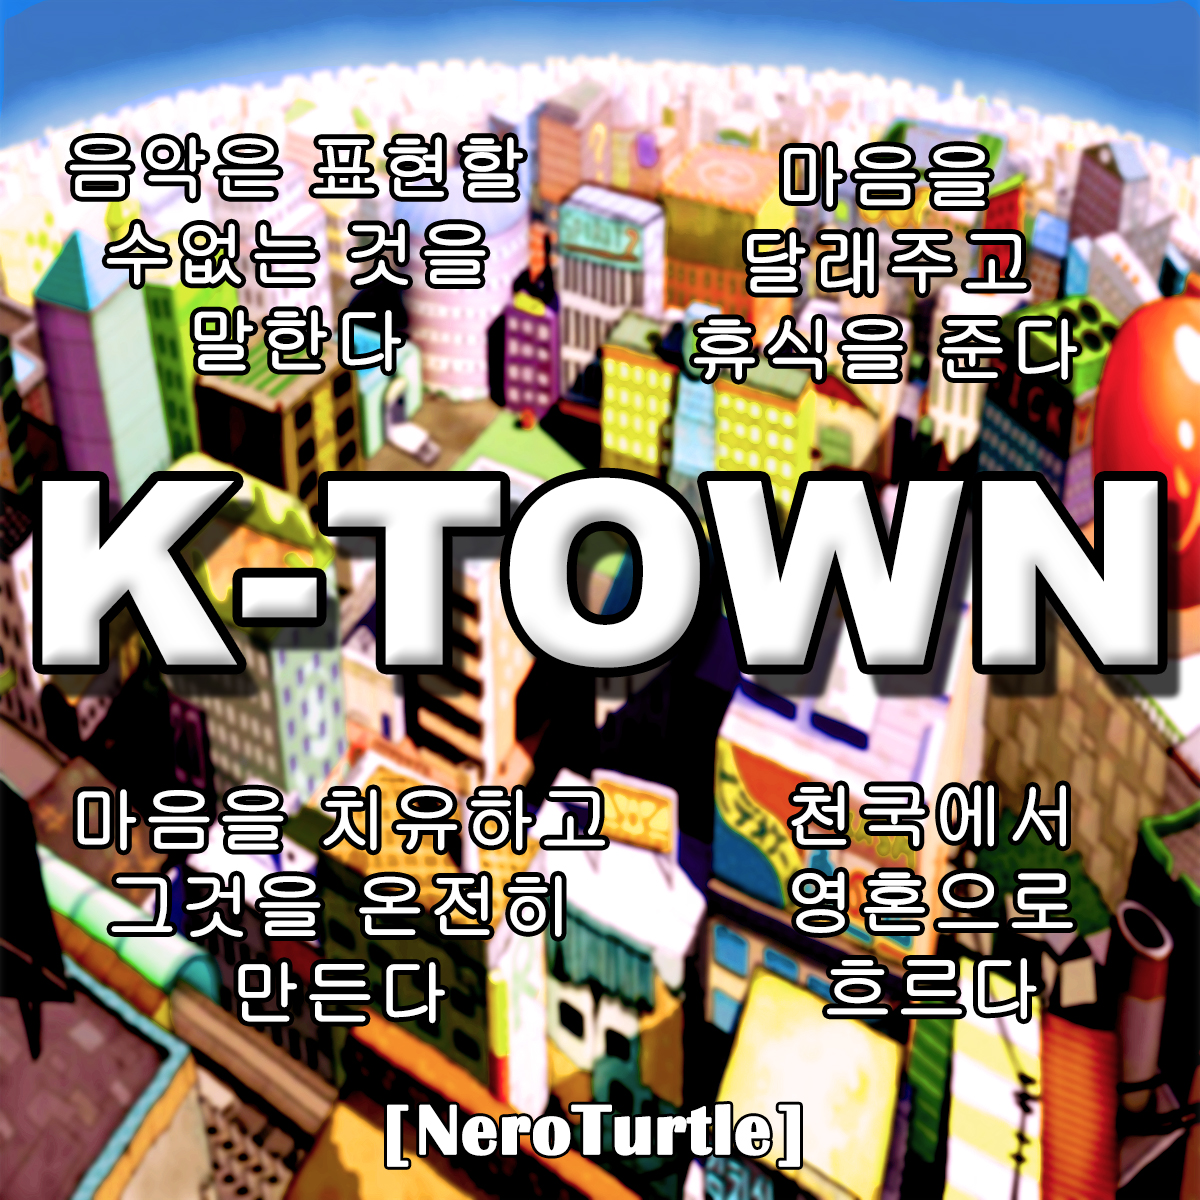 음악은 표현할
수없는 것을
말한다
마음을
달래주고
휴식을 준다
K-TOWN
마음을 치유하고
그것을 온전히
만든다
천국에서
영혼으로
흐르다
[NeroTurtle]